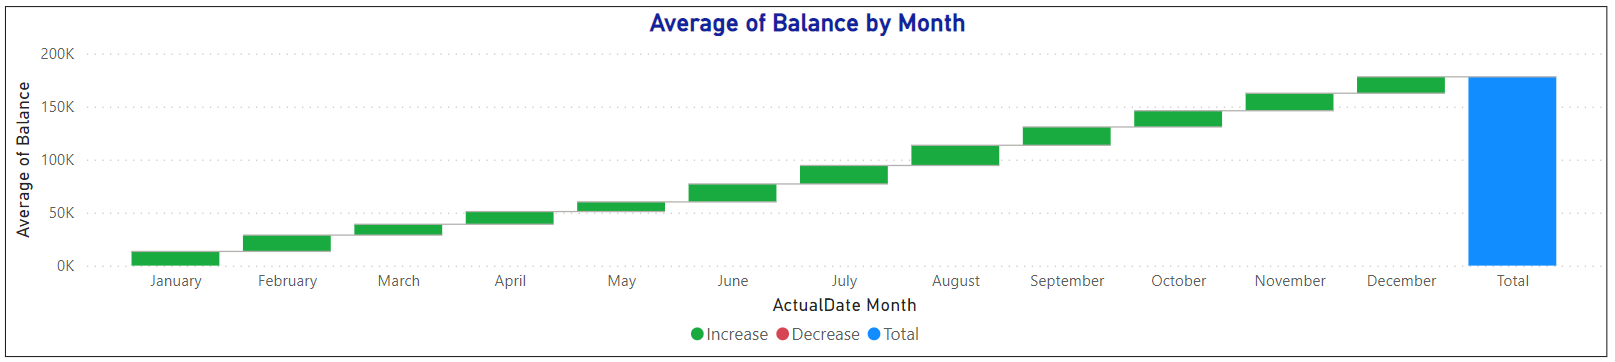 Average of Balance by Month
200K
150K
100K
50K
0K
Average of Balance
January February March April May June July August September October November December Total
ActualDate Month
Increase Decrease Total